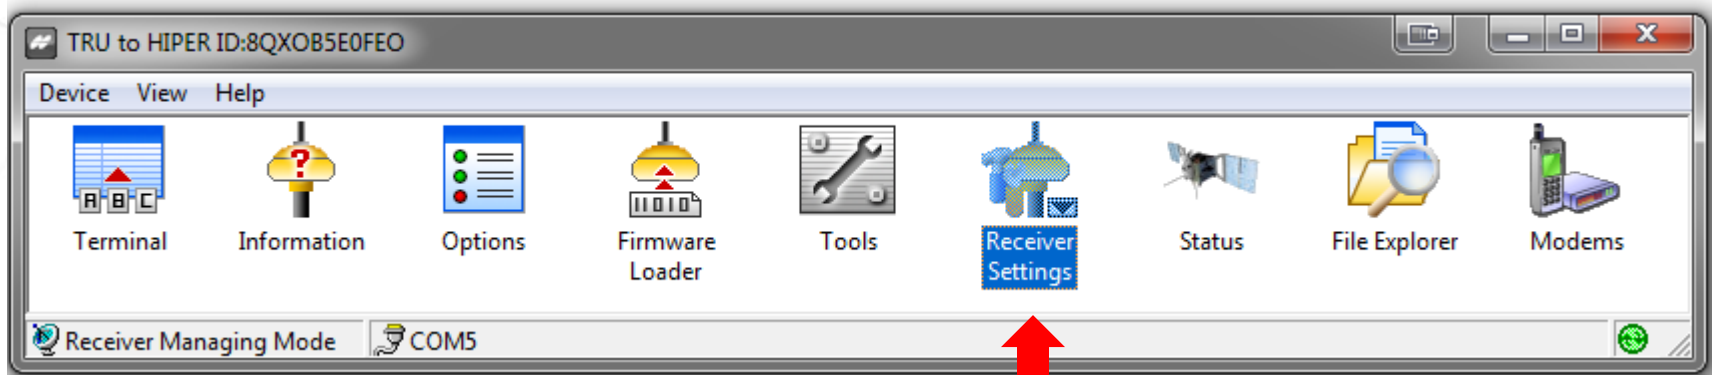 TRU to HIPER ID:8QXOB5E0FEO
Device View Help
A B C
?
11010
Terminal Information Options Firmware Tools Receiver Status File Explorer Modems
Loader Settings
Receiver Managing Mode COM5